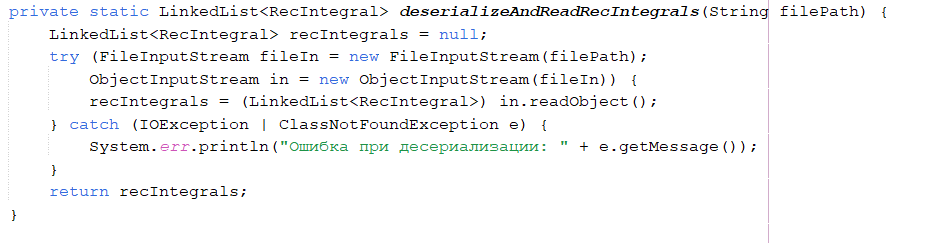 private static LinkedList<RecIntegral> deserializeAndReadRecIntegrals(String filePath) {
    LinkedList<RecIntegral> recIntegrals = null;
    try (FileInputStream fileIn = new FileInputStream(filePath);
        ObjectInputStream in = new ObjectInputStream(fileIn)) {
        recIntegrals = (LinkedList<RecIntegral>) in.readObject();
    } catch (IOException | ClassNotFoundException e) {
        System.err.println("Ошибка при десериализации: " + e.getMessage());
    }
    return recIntegrals;
}